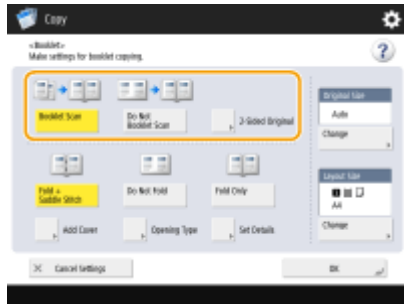 Copy
<Booklet>
Make settings for booklet copying.
?
Booklet Scan
Do Not
Booklet Scan
2-Sided Original
Original Size
Auto
Change
Fold +
Saddle Stitch
Do Not Fold
Fold Only
Layout Size
A4
Change
Add Cover
Opening Type
Set Details
Cancel Settings
OK